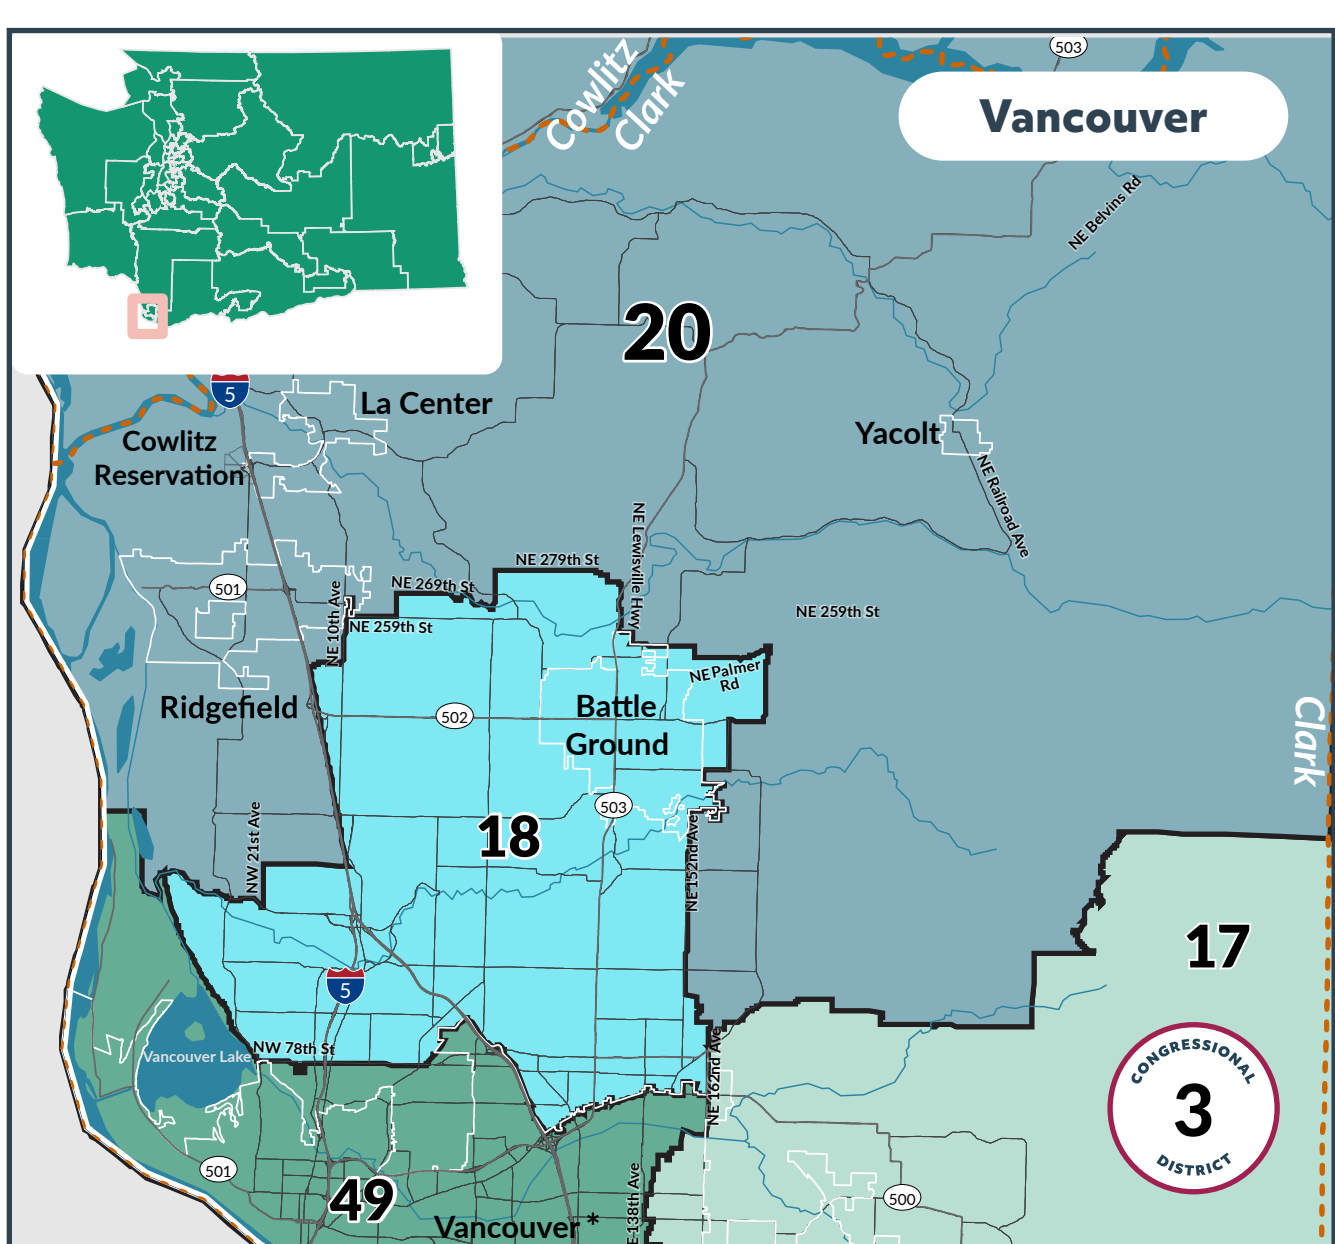 503
Cowlitz
Clark
Vancouver
NE Belvins Rd
20
5
La Center
Cowlitz
Reservation
Yacolt
NE Railroad Ave
NE Lewisville Hwy
NE 279th St
NE 269th St
501
NE 10th Ave
NE 259th St
NE 259th St
NE Palmer
Rd
Ridgefield
502
Battle
Ground
Clark
503
18
NW 21st Ave
NE 152nd Ave
17
5
NW 78th St
Vancouver Lake
NE 162nd Ave
CONGRESSIONAL
3
DISTRICT
501
49
E 138th Ave
500
Vancouver *